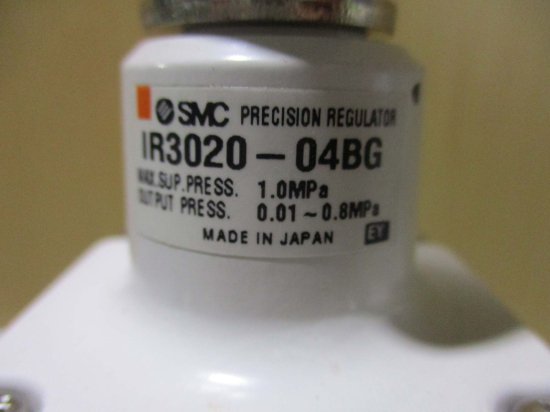 SMC PRECISION REGULATOR
IR3020-04BG
MAX.SUP.PRESS. 1.0MPa
OUTPUT PRESS. 0.01~0.8MPa
MADE IN JAPAN EY